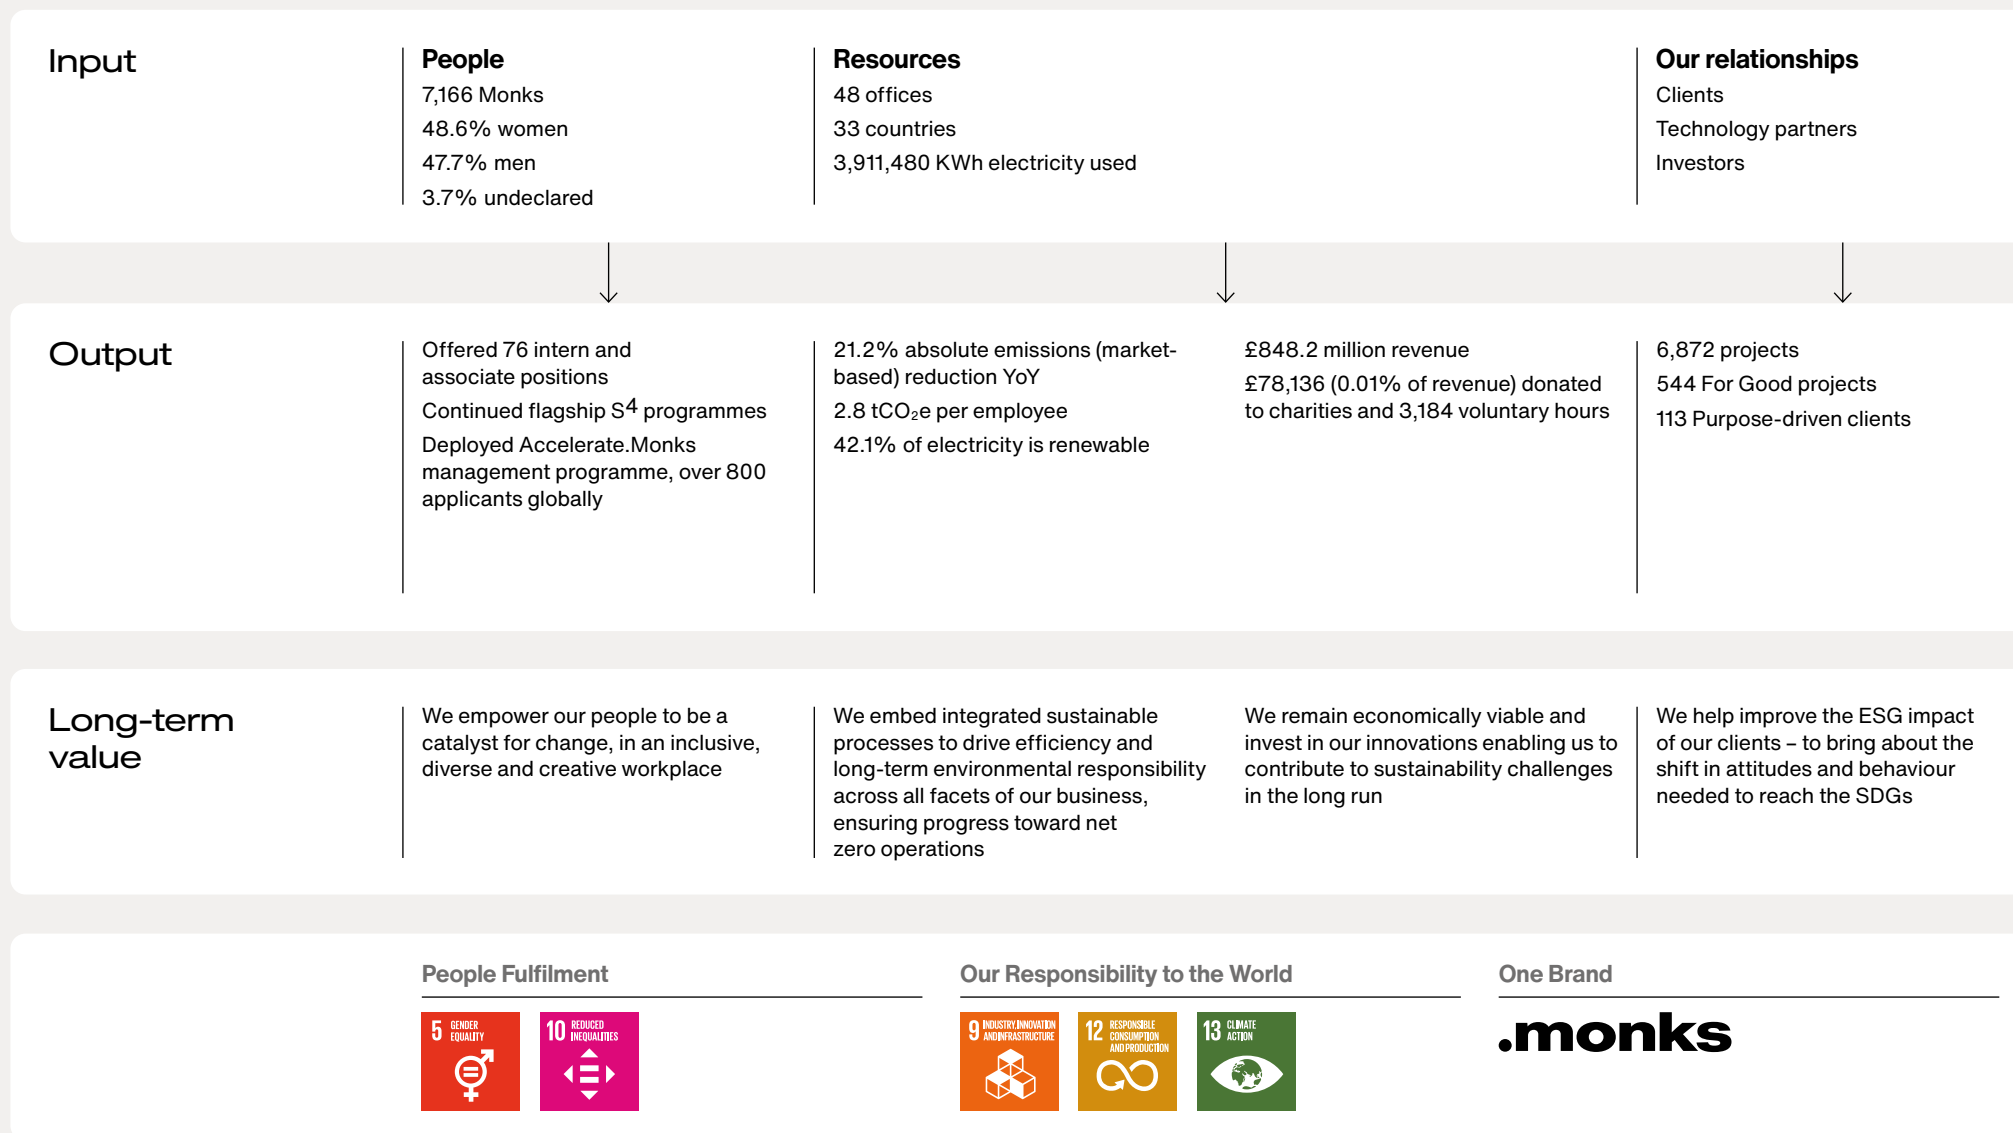 Input
People
7,166 Monks
48.6% women
47.7% men
3.7% undeclared
Resources
48 offices
33 countries
3,911,480 KWh electricity used
Our relationships
Clients
Technology partners
Investors
Output
Offered 76 intern and
associate positions
Continued flagship S⁴ programmes
Deployed Accelerate.Monks
management programme, over 800
applicants globally
21.2% absolute emissions (market-
based) reduction YoY
2.8 tCO₂e per employee
42.1% of electricity is renewable
£848.2 million revenue
£78,136 (0.01% of revenue) donated
to charities and 3,184 voluntary hours
6,872 projects
544 For Good projects
113 Purpose-driven clients
Long-term
value
We empower our people to be a
catalyst for change, in an inclusive,
diverse and creative workplace
We embed integrated sustainable
processes to drive efficiency and
long-term environmental responsibility
across all facets of our business,
ensuring progress toward net
zero operations
We remain economically viable and
invest in our innovations enabling us to
contribute to sustainability challenges
in the long run
We help improve the ESG impact
of our clients – to bring about the
shift in attitudes and behaviour
needed to reach the SDGs
People Fulfilment
5 GENDER
EQUALITY
10 REDUCED
INEQUALITIES
Our Responsibility to the World
9 INDUSTRY, INNOVATION
AND INFRASTRUCTURE
12 RESPONSIBLE
CONSUMPTION
AND PRODUCTION
13 CLIMATE
ACTION
One Brand
.monks